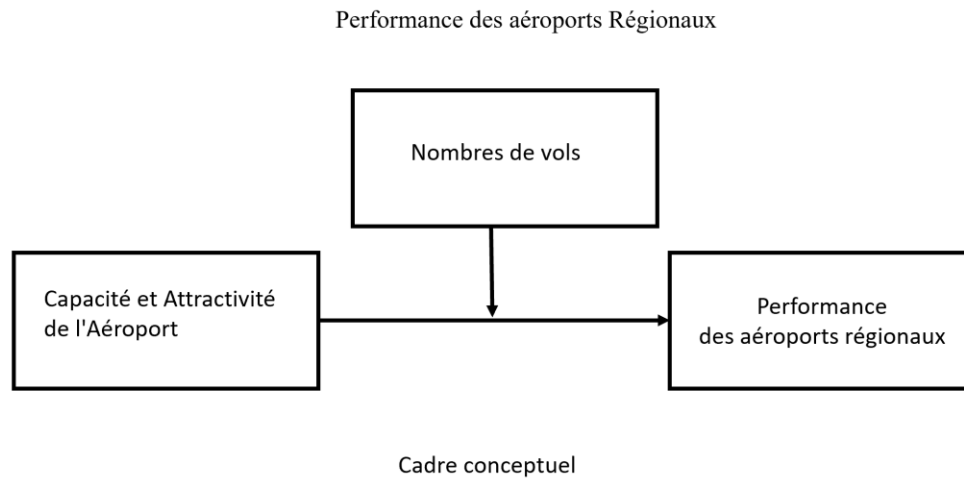 Performance des aéroports Régionaux
Nombres de vols
Capacité et Attractivité
de l'Aéroport
Performance
des aéroports régionaux
Cadre conceptuel